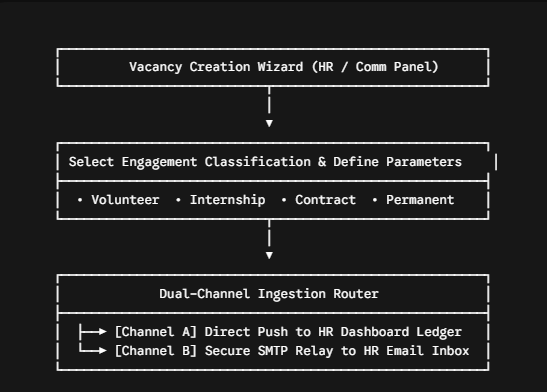 Vacancy Creation Wizard (HR / Comm Panel)
Select Engagement Classification & Define Parameters
• Volunteer • Internship • Contract • Permanent
Dual-Channel Ingestion Router
[Channel A] Direct Push to HR Dashboard Ledger
[Channel B] Secure SMTP Relay to HR Email Inbox